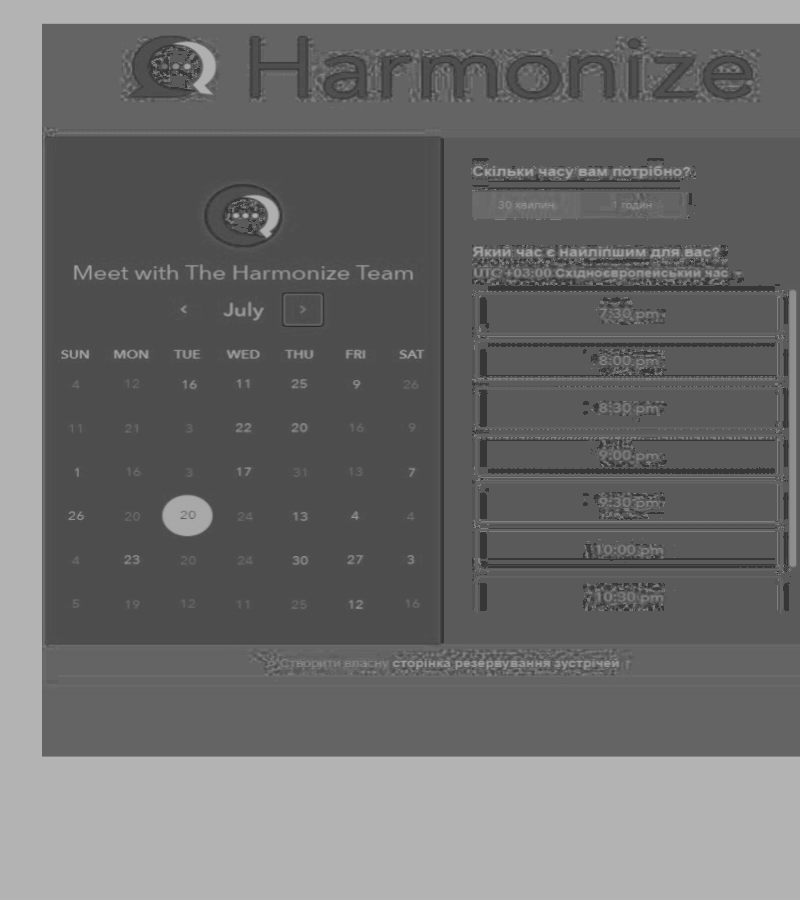 Harmonize
Meet with The Harmonize Team
‹ July ›
SUN MON TUE WED THU FRI SAT
4 12 16 11 25 9 26
11 21 3 22 20 16 9
1 16 3 17 31 13 7
26 20 20 24 13 4 4
4 23 20 24 30 27 3
5 19 12 11 25 12 16
Скільки часу вам потрібно?
30 хвилин 1 годин
Який час є найліпшим для вас?
UTC +03:00 Східноєвропейський час
7:30 pm
8:00 pm
8:30 pm
9:00 pm
9:30 pm
10:00 pm
10:30 pm
Створити власну сторінка резервування зустрічей